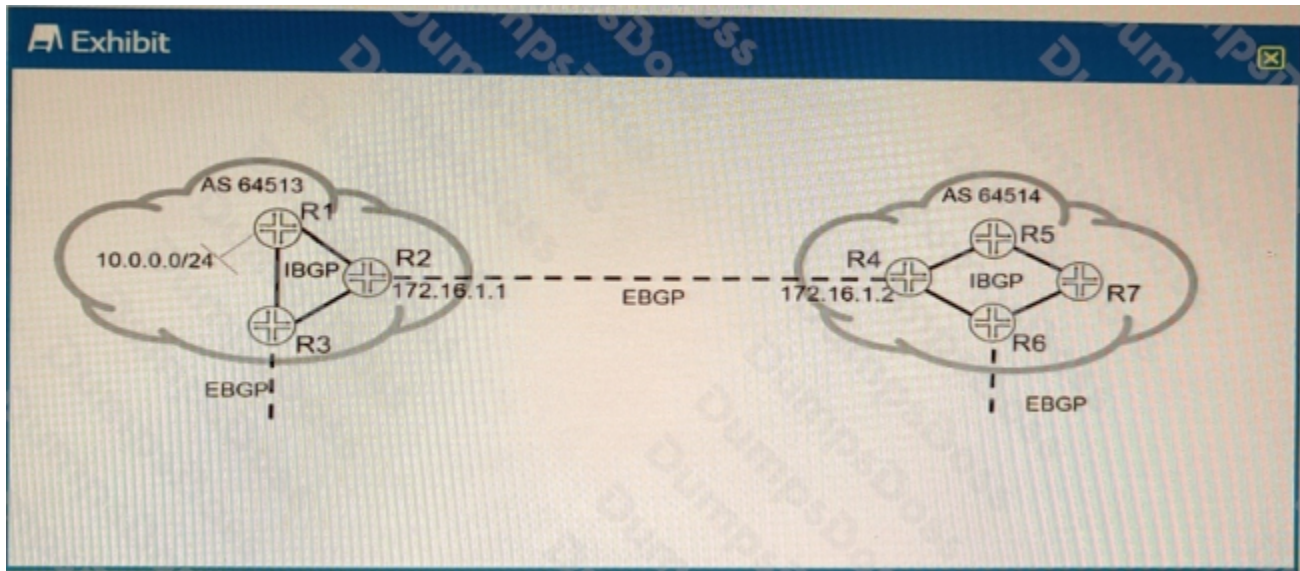 Exhibit
AS 64513
R1
10.0.0.0/24
IBGP
R2
172.16.1.1
R3
EBGP
EBGP
AS 64514
R5
R4
IBGP
172.16.1.2
R7
R6
EBGP
DumpsDoss